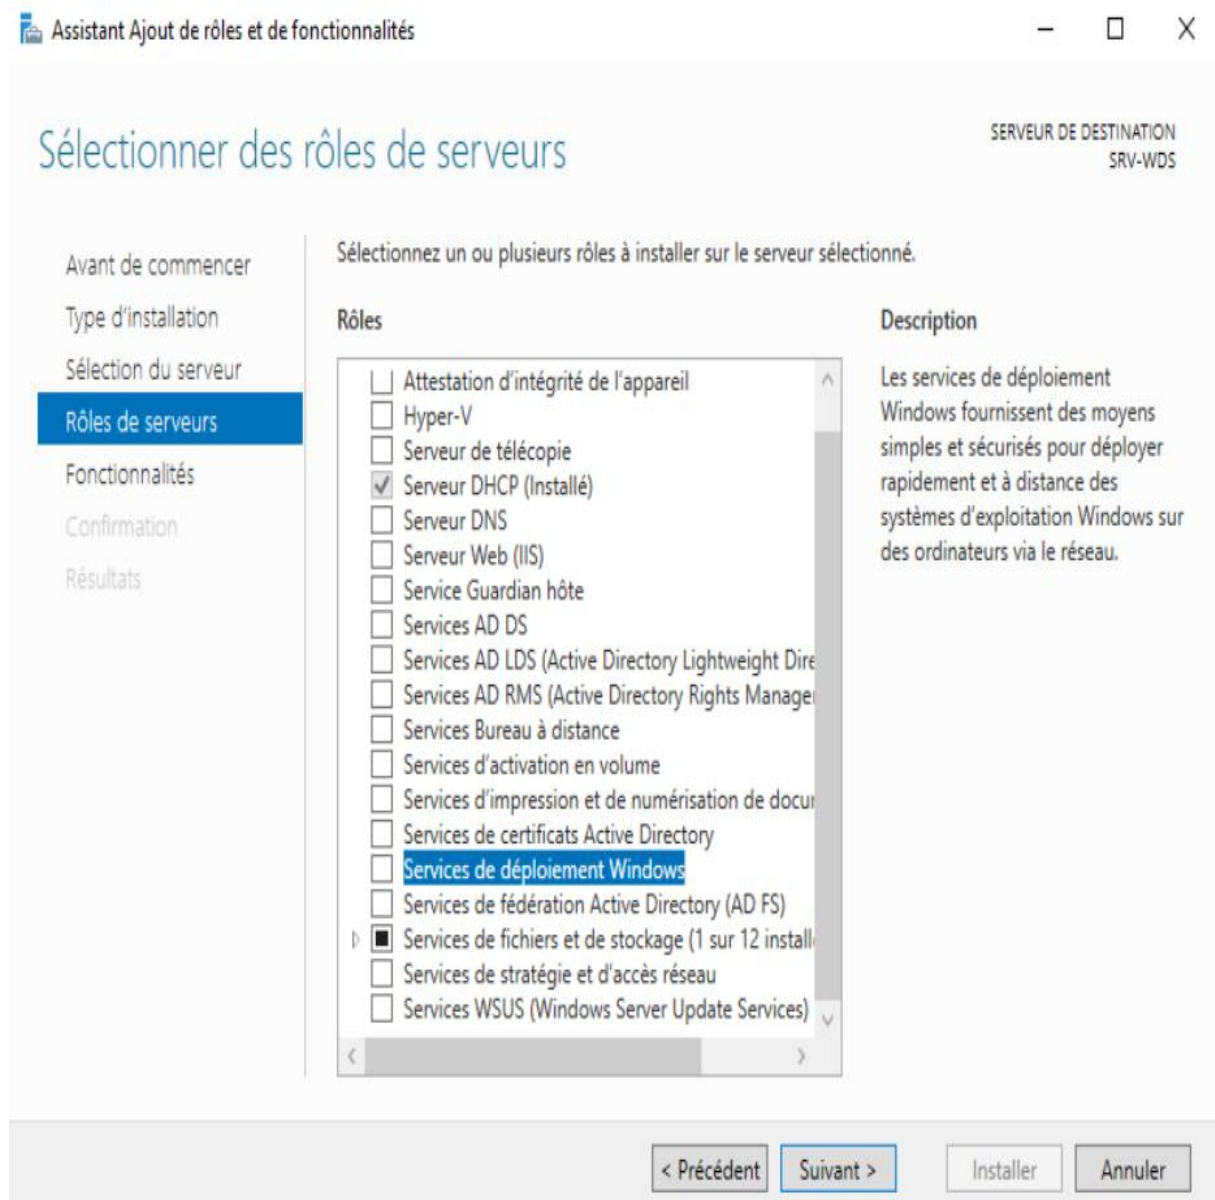 Assistant Ajout de rôles et de fonctionnalités
Sélectionner des rôles de serveurs
SERVEUR DE DESTINATION
SRV-WDS
Avant de commencer
Type d'installation
Sélection du serveur
Rôles de serveurs
Fonctionnalités
Confirmation
Résultats
Sélectionnez un ou plusieurs rôles à installer sur le serveur sélectionné.
Rôles
Attestation d'intégrité de l'appareil
Hyper-V
Serveur de télécopie
Serveur DHCP (Installé)
Serveur DNS
Serveur Web (IIS)
Service Guardian hôte
Services AD DS
Services AD LDS (Active Directory Lightweight Dire
Services AD RMS (Active Directory Rights Manage
Services Bureau à distance
Services d'activation en volume
Services d'impression et de numérisation de docu
Services de certificats Active Directory
Services de déploiement Windows
Services de fédération Active Directory (AD FS)
Services de fichiers et de stockage (1 sur 12 install
Services de stratégie et d'accès réseau
Services WSUS (Windows Server Update Services)
Description
Les services de déploiement
Windows fournissent des moyens
simples et sécurisés pour déployer
rapidement et à distance des
systèmes d'exploitation Windows sur
des ordinateurs via le réseau.
< Précédent
Suivant >
Installer
Annuler